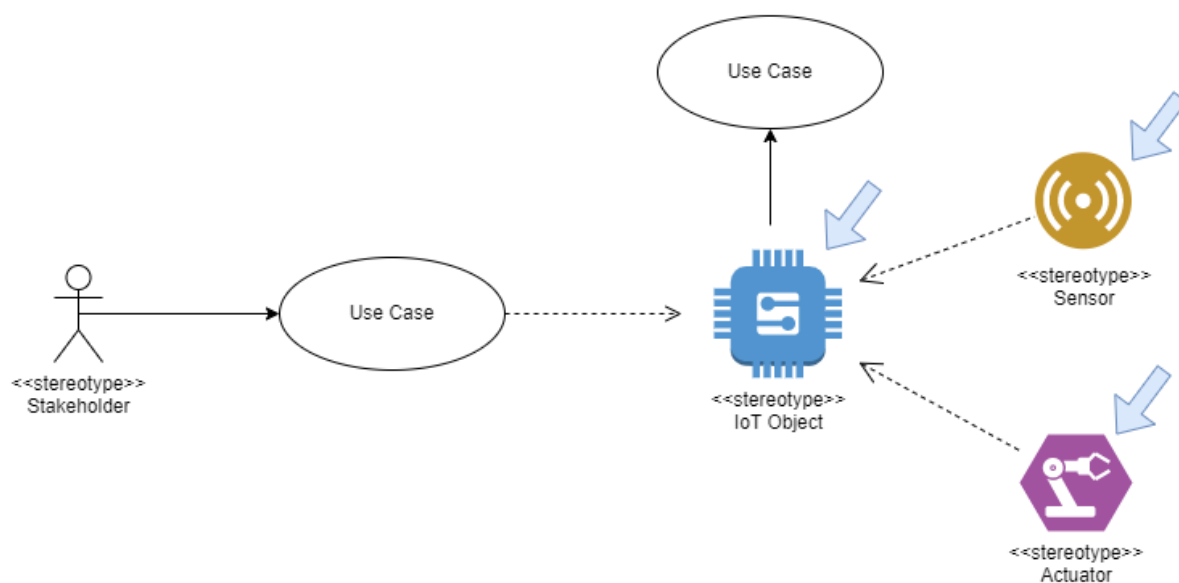 Use Case
<<stereotype>>
Sensor
<<stereotype>>
Stakeholder
Use Case
<<stereotype>>
IoT Object
<<stereotype>>
Actuator